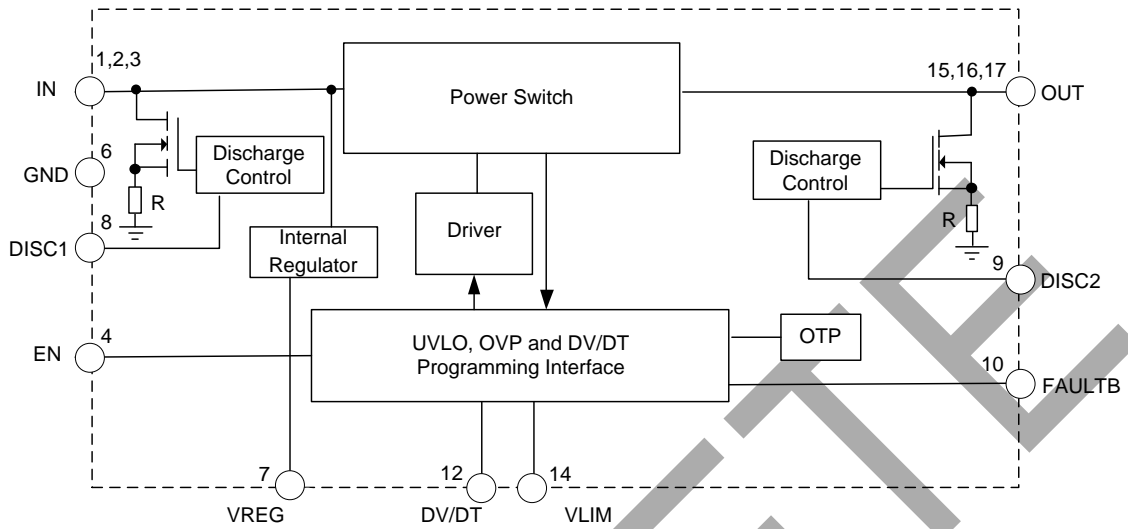 1,2,3
IN
Power Switch
15,16,17
OUT
6
GND
Discharge
Control
R
8
DISC1
Internal
Regulator
Driver
Discharge
Control
R
9
DISC2
4
EN
UVLO, OVP and DV/DT
Programming Interface
OTP
10
FAULTB
7
VREG
12
DV/DT
14
VLIM